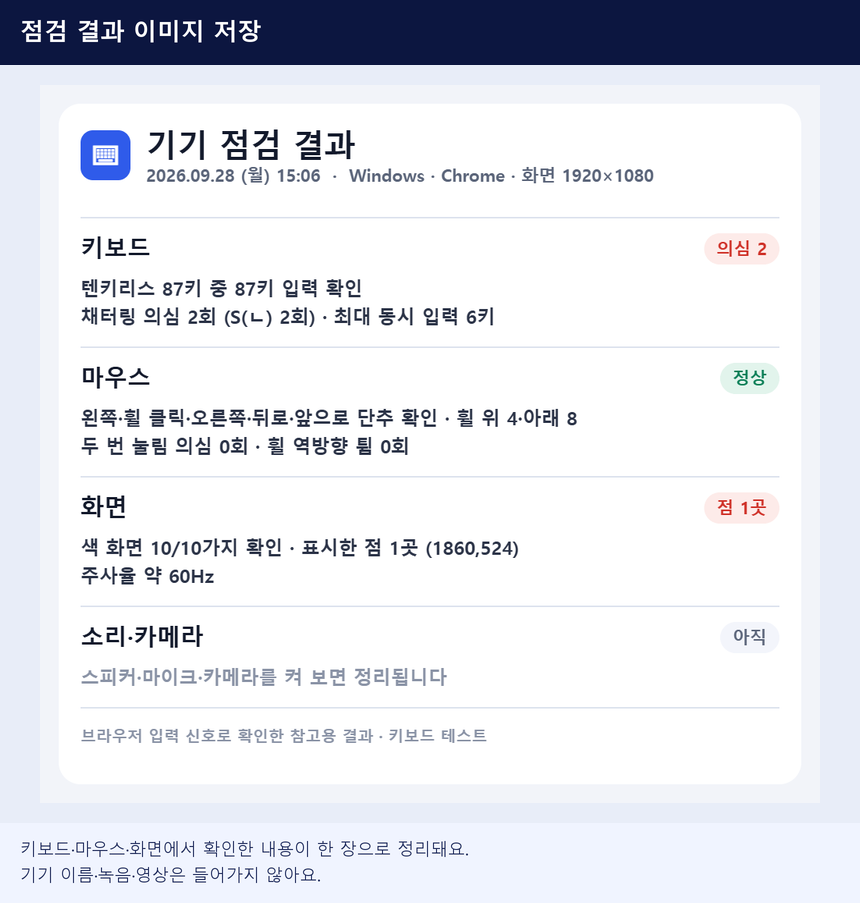 점검 결과 이미지 저장
기기 점검 결과
2026.09.28 (월) 15:06 · Windows · Chrome · 화면 1920×1080
키보드
의심 2
텐키리스 87키 중 87키 입력 확인
채터링 의심 2회 (S(ㄴ) 2회) · 최대 동시 입력 6키
마우스
정상
왼쪽·휠 클릭·오른쪽·뒤로·앞으로 단추 확인 · 휠 위 4·아래 8
두 번 눌림 의심 0회 · 휠 역방향 튐 0회
화면
점 1곳
색 화면 10/10가지 확인 · 표시한 점 1곳 (1860,524)
주사율 약 60Hz
소리·카메라
아직
스피커·마이크·카메라를 켜 보면 정리됩니다
브라우저 입력 신호로 확인한 참고용 결과 · 키보드 테스트
키보드·마우스·화면에서 확인한 내용이 한 장으로 정리돼요.
기기 이름·녹음·영상은 들어가지 않아요.